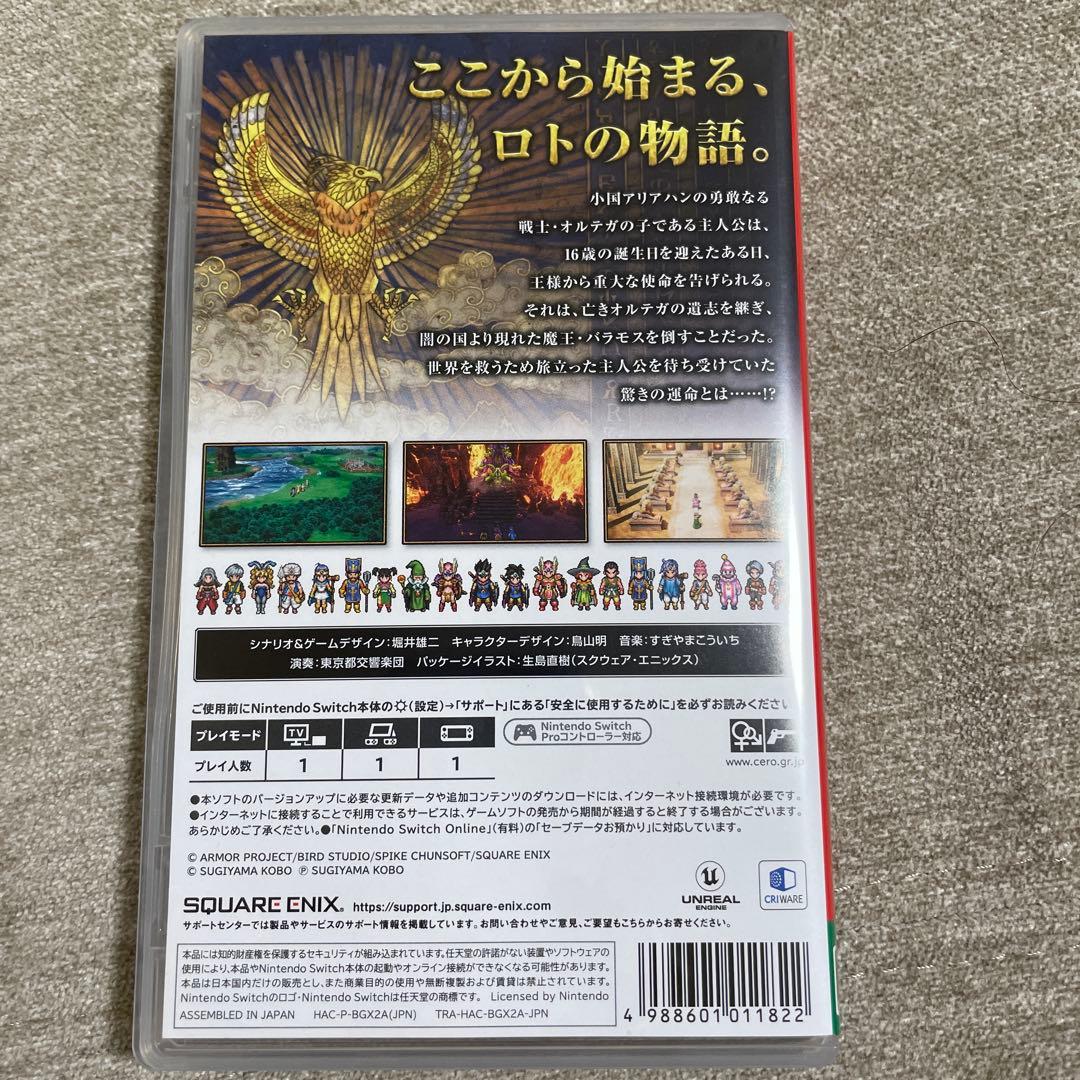 ここから始まる、
ロトの物語。
小国アリアハンの勇敢なる
戦士・オルテガの子である主人公は、
16歳の誕生日を迎えたある日、
王様から重大な使命を告げられる。
それは、亡きオルテガの遺志を継ぎ、
闇の国より現れた魔王・バラモスを倒すことだった。
世界を救うため旅立った主人公を待ち受けていた
驚きの運命とは……!?
シナリオ&ゲームデザイン:堀井雄二 キャラクターデザイン:鳥山明 音楽:すぎやまこういち
演奏:東京都交響楽団 パッケージイラスト:生島直樹(スクウェア・エニックス)
ご使用前にNintendo Switch本体の(設定)→「サポート」にある「安全に使用するために」を必ずお読みください
プレイモード TV
Nintendo Switch
Proコントローラー対応
プレイ人数 1 1 1
www.cero.gr.jp
●本ソフトのバージョンアップに必要な更新データや追加コンテンツのダウンロードには、インターネット接続環境が必要です。
●インターネットに接続することで利用できるサービスは、ゲームソフトの発売から期間が経過すると終了する場合がございます。
あらかじめご了承ください。●「Nintendo Switch Online」(有料)の「セーブデータお預かり」に対応しています。
© ARMOR PROJECT/BIRD STUDIO/SPIKE CHUNSOFT/SQUARE ENIX
© SUGIYAMA KOBO ℗ SUGIYAMA KOBO
UNREAL
ENGINE
CRIWARE
SQUARE ENIX. https://support.jp.square-enix.com
サポートセンターでは製品やサービスのサポート情報を掲載しています。お問い合わせやご意見、ご要望もこちらからお寄せください。
本品には知的財産権を保護するセキュリティが組み込まれています。任天堂の許諾がない装置やソフトウェアの
使用により、本品やNintendo Switch本体の起動やオンライン接続ができなくなる可能性があります。
本品は日本国内だけの販売とし、また商業目的の使用や無断複製および賃貸は禁止されています。
Nintendo Switchのロゴ・Nintendo Switchは任天堂の商標です。 Licensed by Nintendo
ASSEMBLED IN JAPAN HAC-P-BGX2A(JPN) TRA-HAC-BGX2A-JPN
4 988601 011822